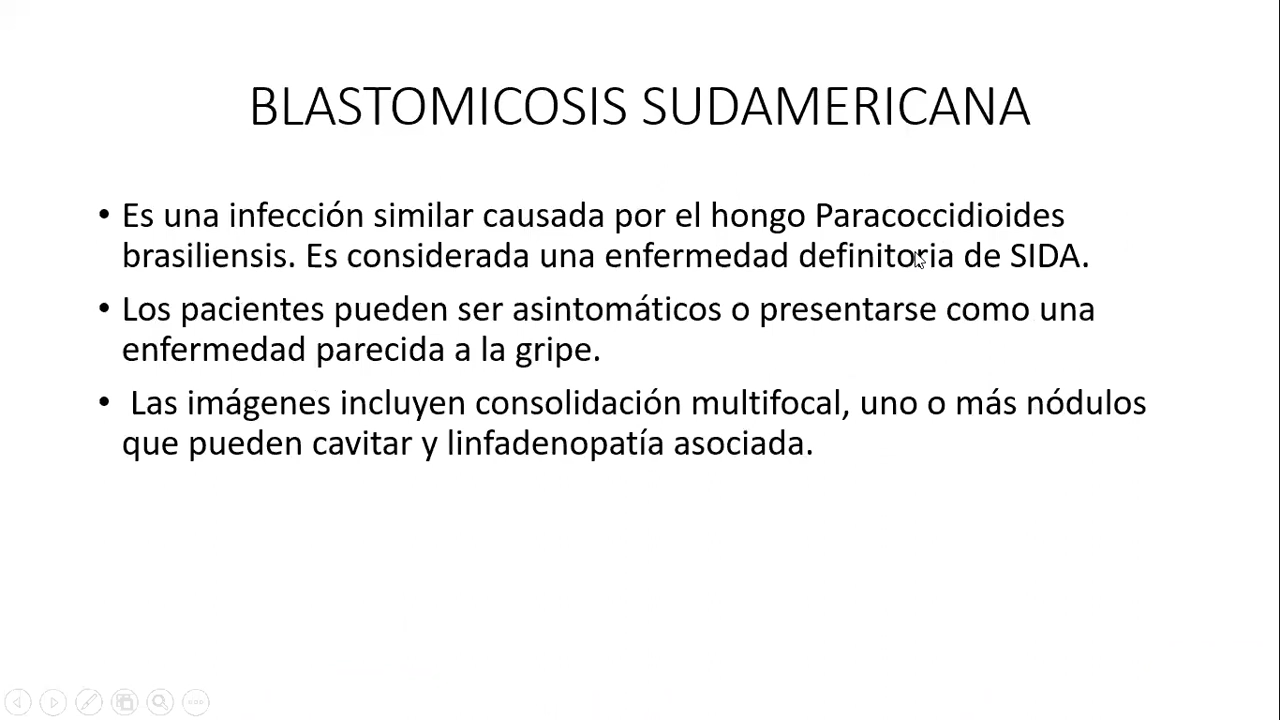 BLASTOMICOSIS SUDAMERICANA
• Es una infección similar causada por el hongo Paracoccidioides
brasiliensis. Es considerada una enfermedad definitoria de SIDA.
• Los pacientes pueden ser asintomáticos o presentarse como una
enfermedad parecida a la gripe.
• Las imágenes incluyen consolidación multifocal, uno o más nódulos
que pueden cavitar y linfadenopatía asociada.